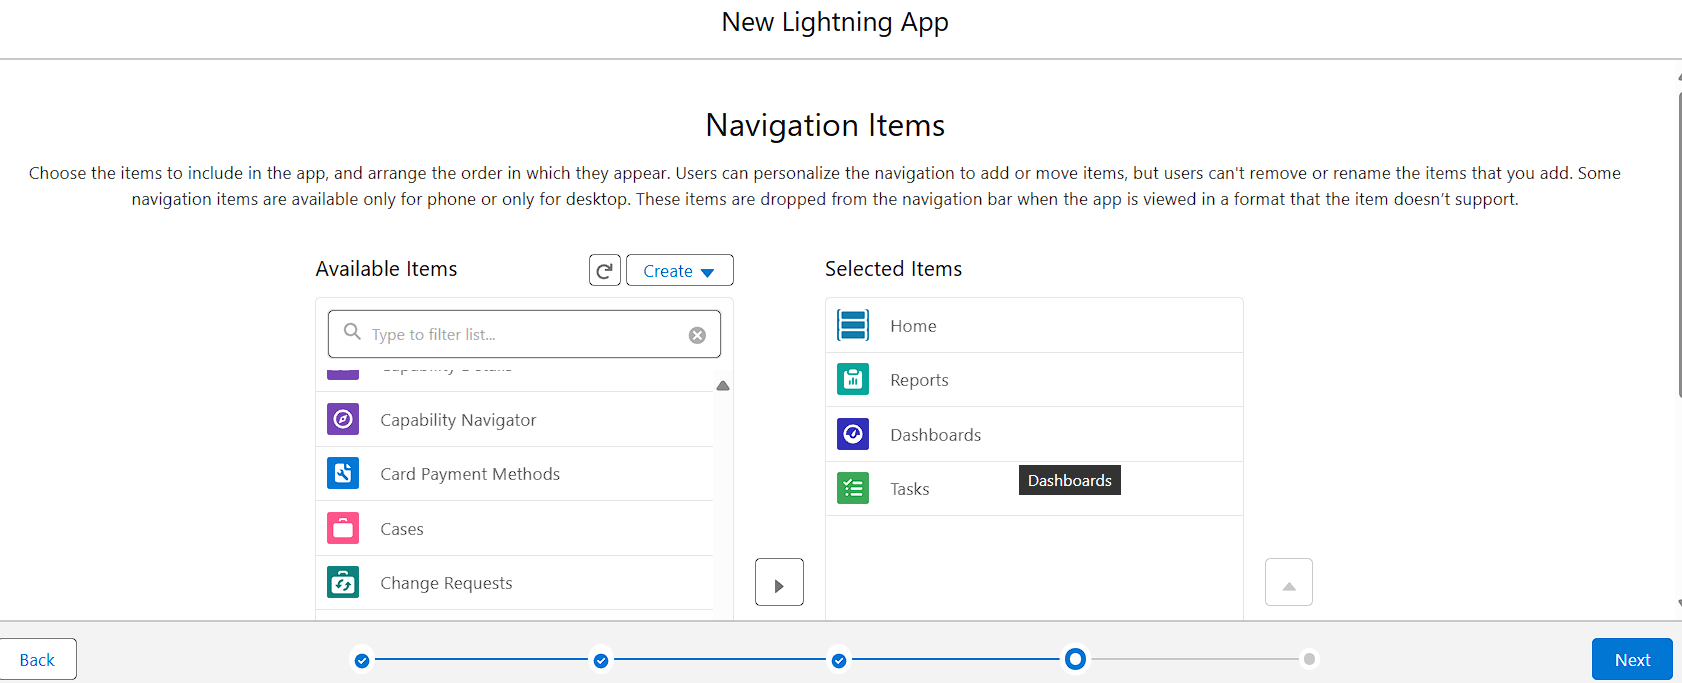 New Lightning App
Navigation Items
Choose the items to include in the app, and arrange the order in which they appear. Users can personalize the navigation to add or move items, but users can't remove or rename the items that you add. Some
navigation items are available only for phone or only for desktop. These items are dropped from the navigation bar when the app is viewed in a format that the item doesn’t support.
Available Items
Create
Type to filter list...
Capability Navigator
Card Payment Methods
Cases
Change Requests
Selected Items
Home
Reports
Dashboards
Tasks
Dashboards
Back
Next